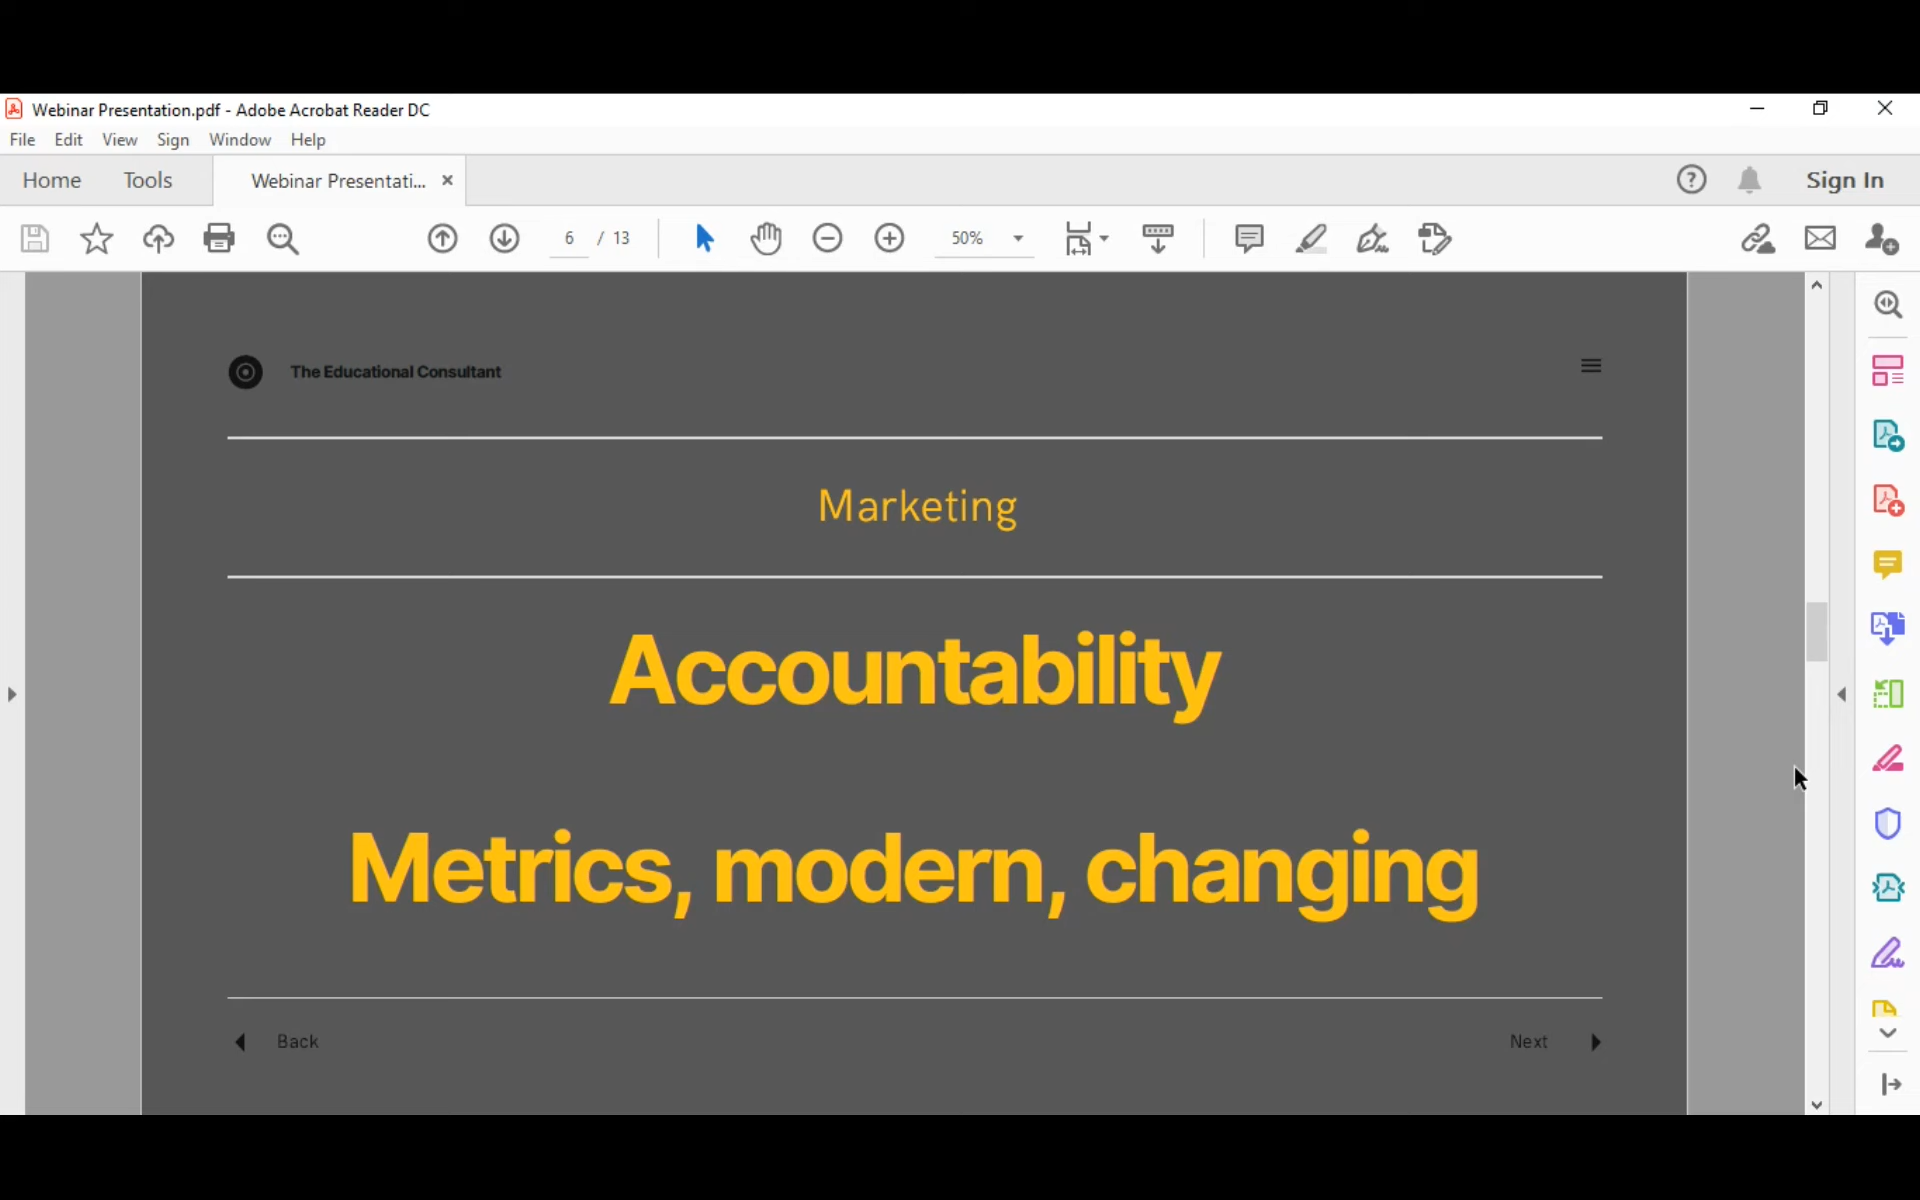 Webinar Presentation.pdf - Adobe Acrobat Reader DC
File Edit View Sign Window Help
Home Tools Webinar Presentati... Sign In
6 / 13 50%
The Educational Consultant
Marketing
Accountability
Metrics, modern, changing
Back Next